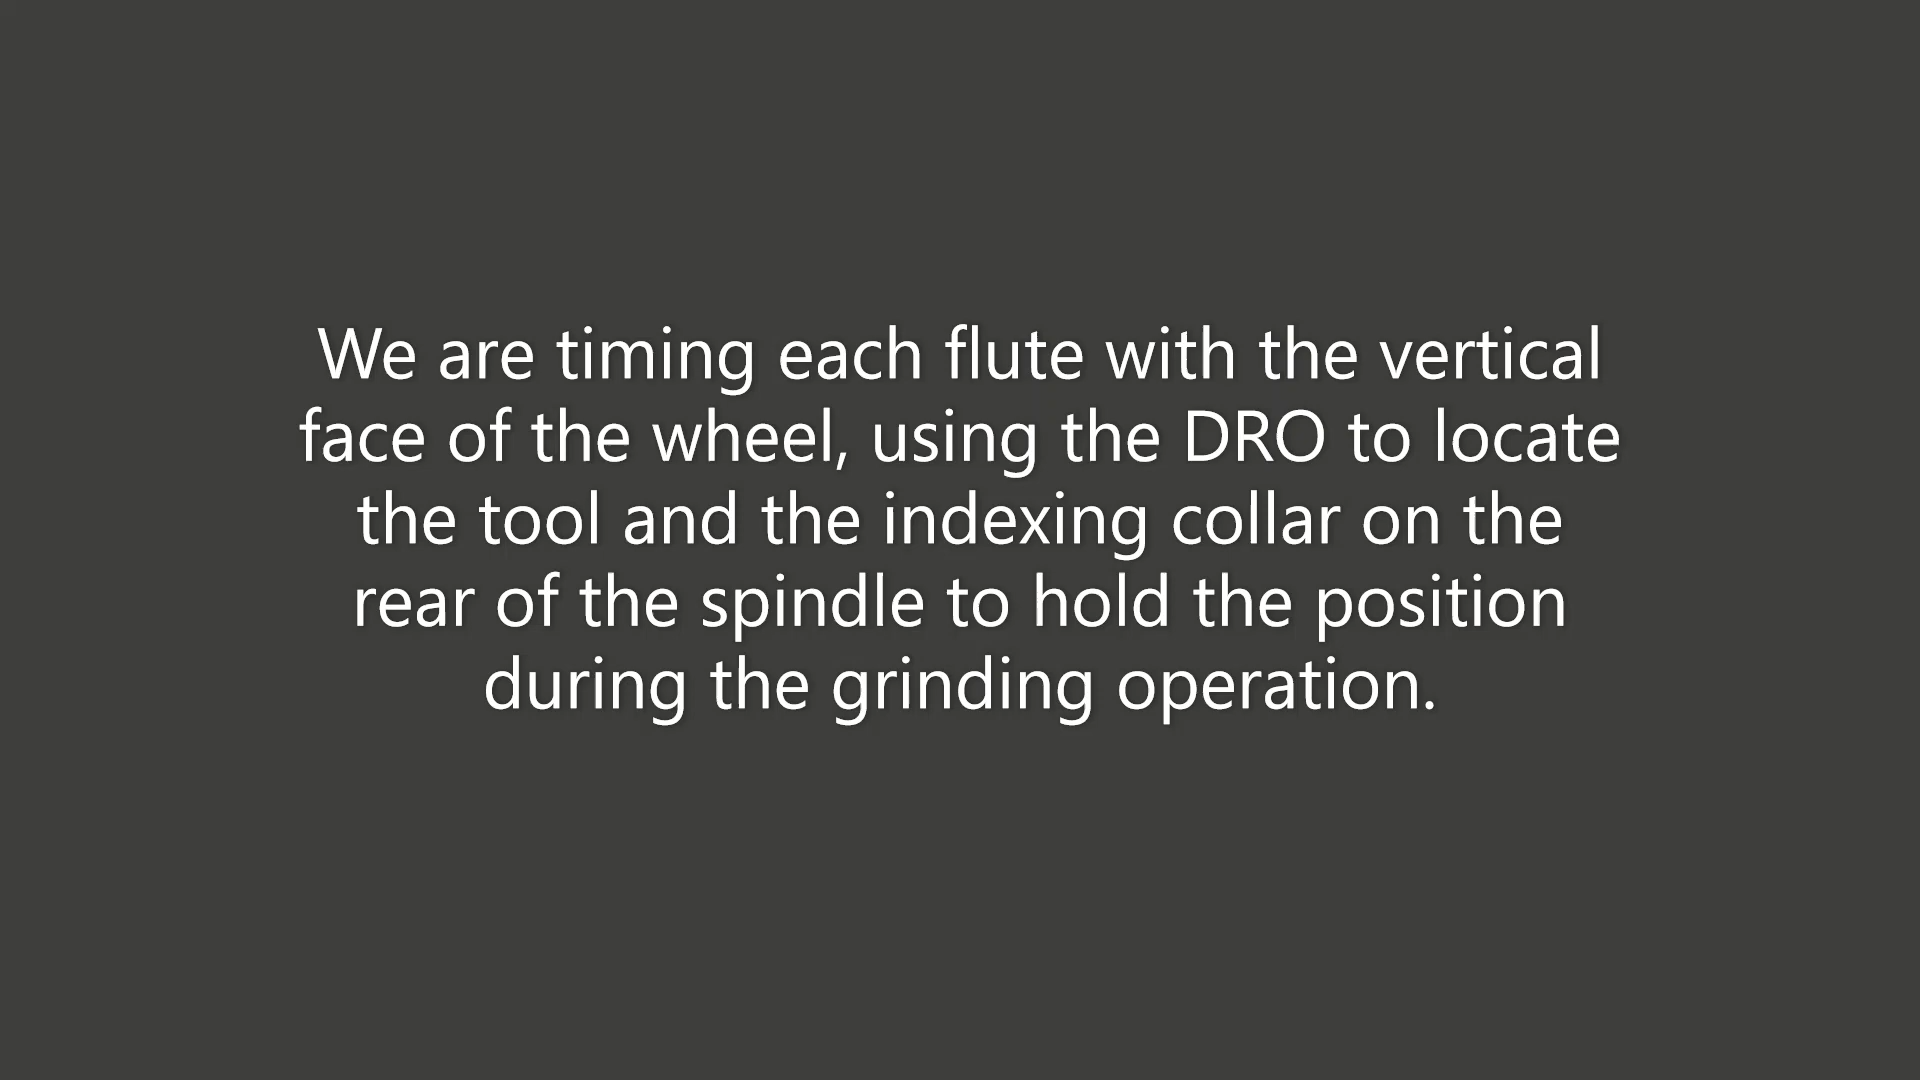 We are timing each flute with the vertical
face of the wheel, using the DRO to locate
the tool and the indexing collar on the
rear of the spindle to hold the position
during the grinding operation.